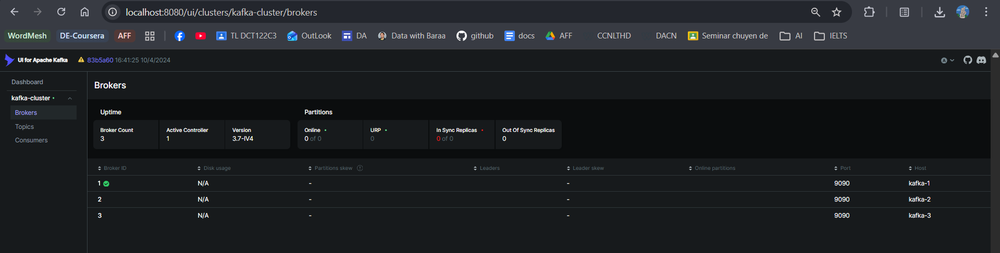 localhost:8080/ui/clusters/kafka-cluster/brokers
WordMesh DE-Coursera AFF TL DCT122C3 OutLook DA Data with Baraa github docs AFF CCNLTHD DACN Seminar chuyen de AI IELTS
UI for Apache Kafka 83b5a60 16:41:25 10/4/2024 A
Dashboard
kafka-cluster
Brokers
Topics
Consumers
Brokers
Uptime Partitions
Broker Count Active Controller Version Online URP In Sync Replicas Out Of Sync Replicas
3 1 3.7-IV4 0 of 0 0 0 of 0 0
Broker ID Disk usage Partitions skew Leaders Leader skew Online partitions Port Host
1 N/A - - 9090 kafka-1
2 N/A - - 9090 kafka-2
3 N/A - - 9090 kafka-3